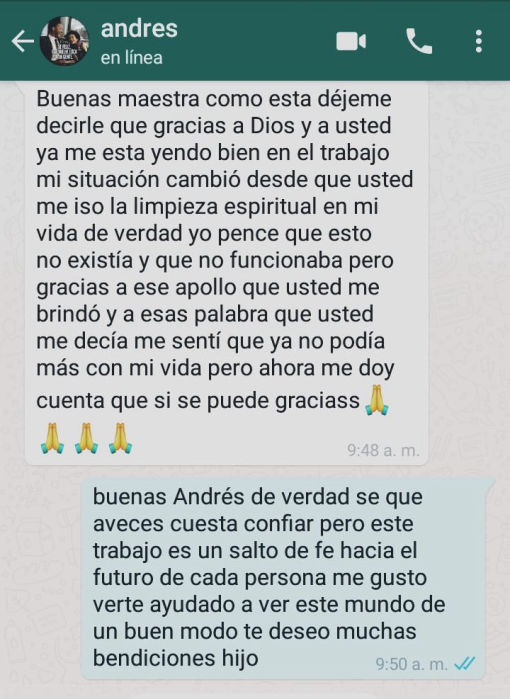 andres
en línea
Buenas maestra como esta déjeme
decirle que gracias a Dios y a usted
ya me esta yendo bien en el trabajo
mi situación cambió desde que usted
me iso la limpieza espiritual en mi
vida de verdad yo pence que esto
no existía y que no funcionaba pero
gracias a ese apollo que usted me
brindó y a esas palabra que usted
me decía me sentí que ya no podía
más con mi vida pero ahora me doy
cuenta que si se puede graciass🙏
🙏🙏🙏
9:48 a. m.
buenas Andrés de verdad se que
aveces cuesta confiar pero este
trabajo es un salto de fe hacia el
futuro de cada persona me gusto
verte ayudado a ver este mundo de
un buen modo te deseo muchas
bendiciones hijo
9:50 a. m.